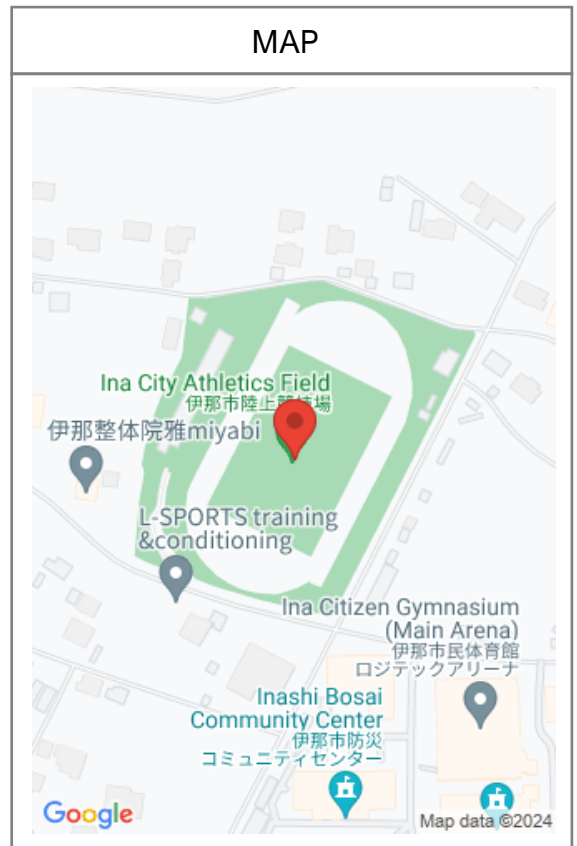 MAP
Ina City Athletics Field
伊那市陸上競技場
伊那整体院雅miyabi
L-SPORTS training
&conditioning
Ina Citizen Gymnasium
(Main Arena)
伊那市民体育館
ロジテックアリーナ
Inashi Bosai
Community Center
伊那市防災
コミュニティセンター
Google
Map data ©2024